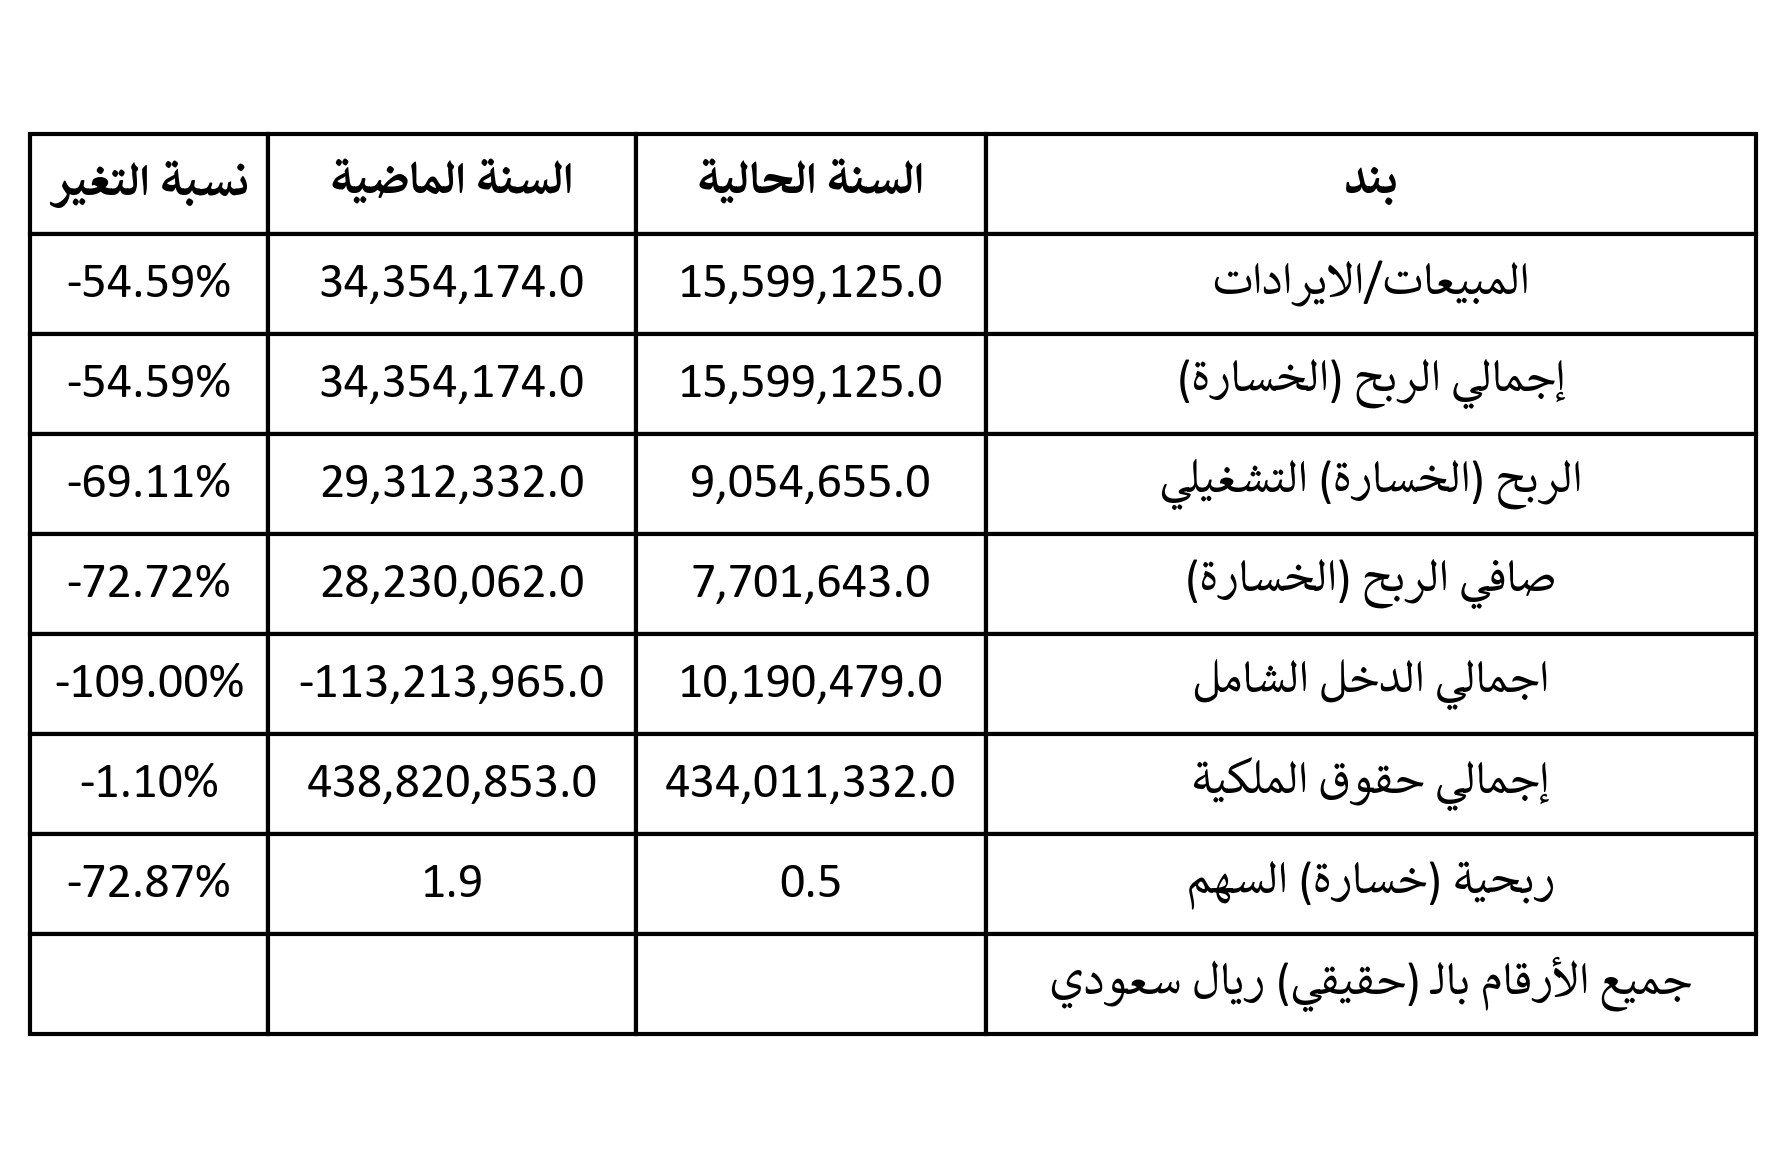 بند السنة الحالية السنة الماضية نسبة التغير
المبيعات/الايرادات 15,599,125.0 34,354,174.0 -54.59%
إجمالي الربح (الخسارة) 15,599,125.0 34,354,174.0 -54.59%
الربح (الخسارة) التشغيلي 9,054,655.0 29,312,332.0 -69.11%
صافي الربح (الخسارة) 7,701,643.0 28,230,062.0 -72.72%
اجمالي الدخل الشامل 10,190,479.0 -113,213,965.0 -109.00%
إجمالي حقوق الملكية 434,011,332.0 438,820,853.0 -1.10%
ربحية (خسارة) السهم 0.5 1.9 -72.87%
جميع الأرقام بالـ (حقيقي) ريال سعودي